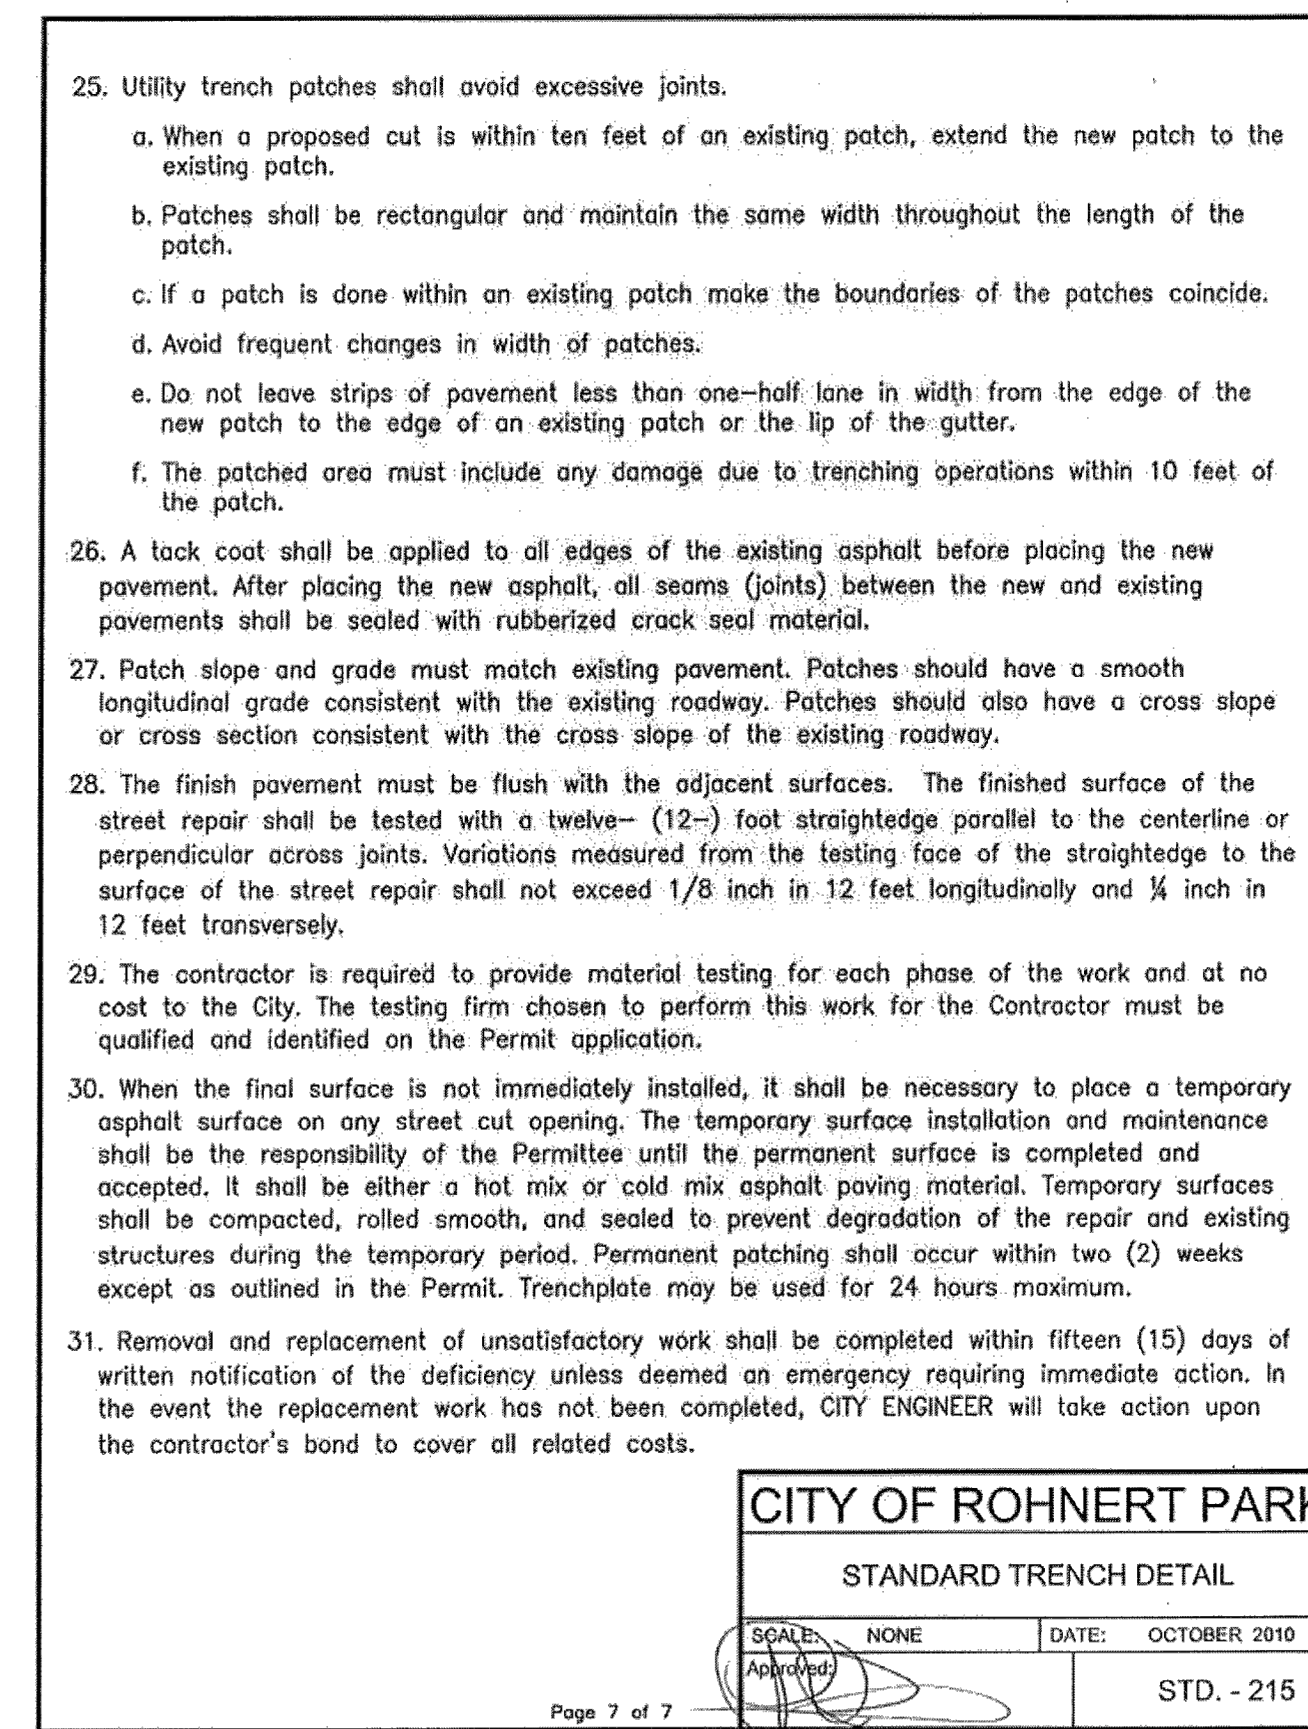 25. Utility trench patches shall avoid excessive joints.
a. When a proposed cut is within ten feet of an existing patch, extend the new patch to the
existing patch.
b. Patches shall be rectangular and maintain the same width throughout the length of the
patch.
c. If a patch is done within an existing patch make the boundaries of the patches coincide.
d. Avoid frequent changes in width of patches.
e. Do not leave strips of pavement less than one-half lane in width from the edge of the
new patch to the edge of an existing patch or the lip of the gutter.
f. The patched area must include any damage due to trenching operations within 10 feet of
the patch.
26. A tack coat shall be applied to all edges of the existing asphalt before placing the new
pavement. After placing the new asphalt, all seams (joints) between the new and existing
pavements shall be sealed with rubberized crack seal material.
27. Patch slope and grade must match existing pavement. Patches should have a smooth
longitudinal grade consistent with the existing roadway. Patches should also have a cross slope
or cross section consistent with the cross slope of the existing roadway.
28. The finish pavement must be flush with the adjacent surfaces. The finished surface of the
street repair shall be tested with a twelve- (12-) foot straightedge parallel to the centerline or
perpendicular across joints. Variations measured from the testing face of the straightedge to the
surface of the street repair shall not exceed 1/8 inch in 12 feet longitudinally and ¼ inch in
12 feet transversely.
29. The contractor is required to provide material testing for each phase of the work and at no
cost to the City. The testing firm chosen to perform this work for the Contractor must be
qualified and identified on the Permit application.
30. When the final surface is not immediately installed, it shall be necessary to place a temporary
asphalt surface on any street cut opening. The temporary surface installation and maintenance
shall be the responsibility of the Permittee until the permanent surface is completed and
accepted. It shall be either a hot mix or cold mix asphalt paving material. Temporary surfaces
shall be compacted, rolled smooth, and sealed to prevent degradation of the repair and existing
structures during the temporary period. Permanent patching shall occur within two (2) weeks
except as outlined in the Permit. Trenchplate may be used for 24 hours maximum.
31. Removal and replacement of unsatisfactory work shall be completed within fifteen (15) days of
written notification of the deficiency unless deemed an emergency requiring immediate action. In
the event the replacement work has not been completed, CITY ENGINEER will take action upon
the contractor's bond to cover all related costs.
CITY OF ROHNERT PARK
STANDARD TRENCH DETAIL
SCALE: NONE DATE: OCTOBER 2010
Approved:
STD. - 215
Page 7 of 7